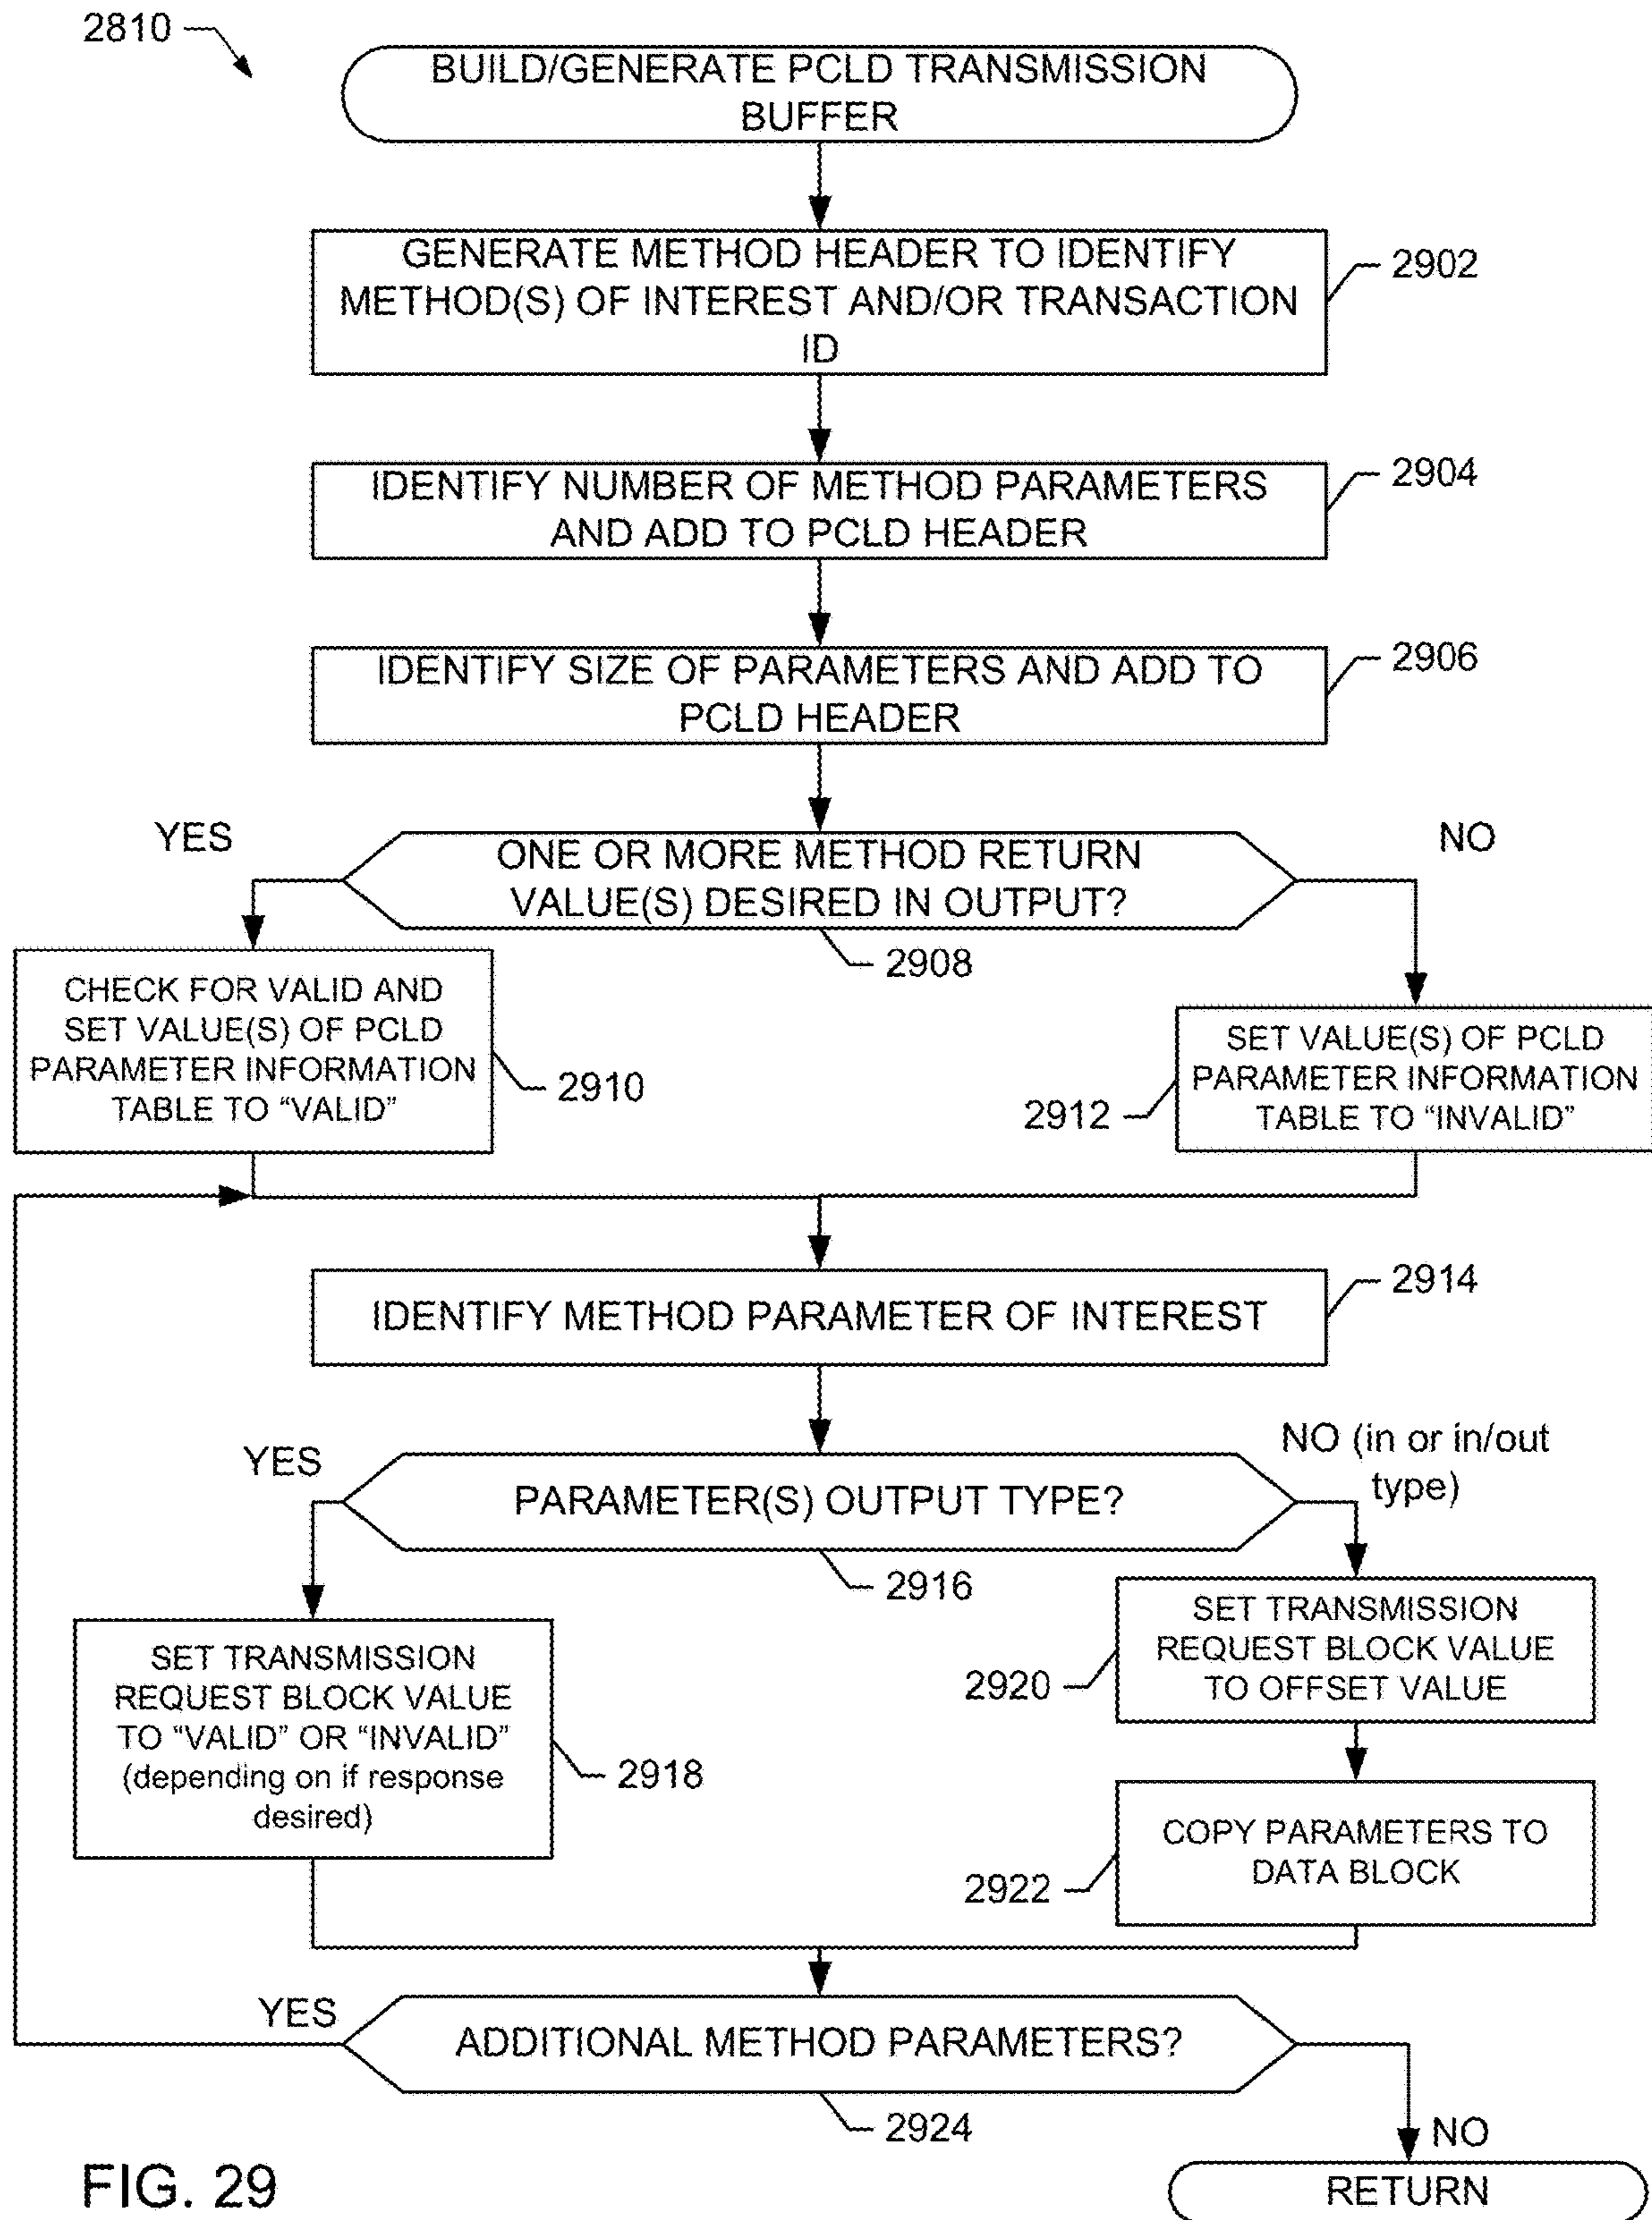 2810
BUILD/GENERATE PCLD TRANSMISSION
BUFFER
GENERATE METHOD HEADER TO IDENTIFY
METHOD(S) OF INTEREST AND/OR TRANSACTION
ID
2902
IDENTIFY NUMBER OF METHOD PARAMETERS
AND ADD TO PCLD HEADER
2904
IDENTIFY SIZE OF PARAMETERS AND ADD TO
PCLD HEADER
2906
YES
ONE OR MORE METHOD RETURN
VALUE(S) DESIRED IN OUTPUT?
NO
2908
CHECK FOR VALID AND
SET VALUE(S) OF PCLD
PARAMETER INFORMATION
TABLE TO “VALID”
2910
2912
SET VALUE(S) OF PCLD
PARAMETER INFORMATION
TABLE TO “INVALID”
IDENTIFY METHOD PARAMETER OF INTEREST
2914
YES
PARAMETER(S) OUTPUT TYPE?
NO (in or in/out
type)
2916
SET TRANSMISSION
REQUEST BLOCK VALUE
TO “VALID” OR “INVALID”
(depending on if response
desired)
2918
2920
SET TRANSMISSION
REQUEST BLOCK VALUE
TO OFFSET VALUE
2922
COPY PARAMETERS TO
DATA BLOCK
YES
ADDITIONAL METHOD PARAMETERS?
2924
NO
RETURN
FIG. 29